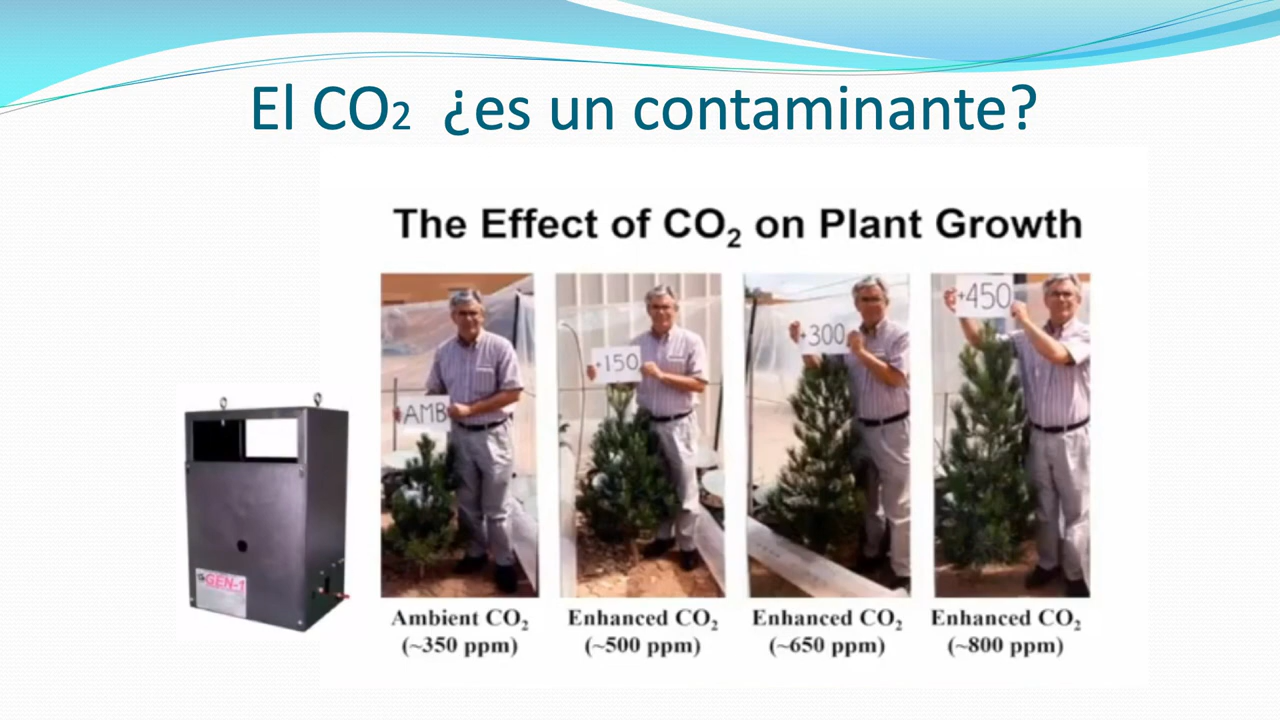 El CO2 ¿es un contaminante?
The Effect of CO2 on Plant Growth
AMB
+150
+300
+450
GEN-1
Ambient CO2
(~350 ppm)
Enhanced CO2
(~500 ppm)
Enhanced CO2
(~650 ppm)
Enhanced CO2
(~800 ppm)